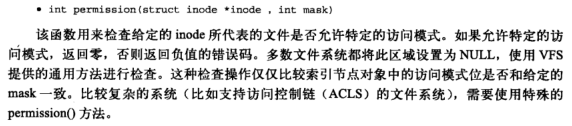 • int permission(struct inode *inode , int mask)
该函数用来检查给定的 inode 所代表的文件是否允许特定的访问模式。如果允许特定的访
问模式，返回零，否则返回负值的错误码。多数文件系统都将此区域设置为 NULL，使用 VFS
提供的通用方法进行检查。这种检查操作仅仅比较索引节点对象中的访问模式位是否和给定的
mask 一致。比较复杂的系统（比如支持访问控制链（ACLS）的文件系统），需要使用特殊的
permission() 方法。